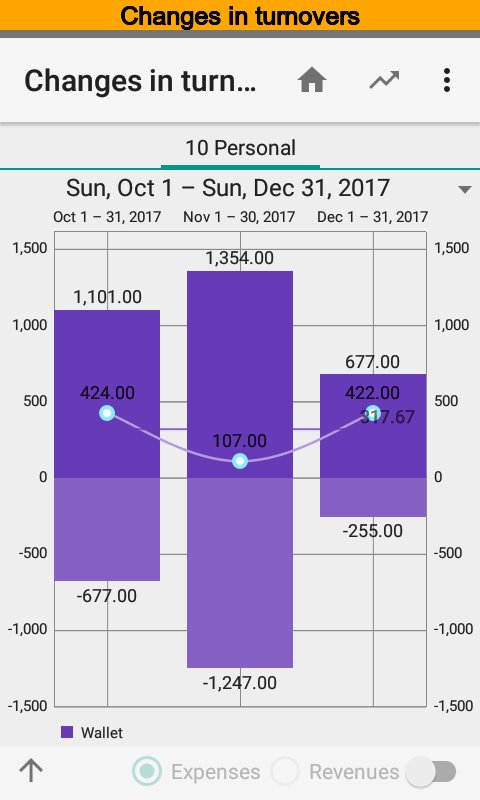 Changes in turnovers
Changes in turn...
10 Personal
Sun, Oct 1 – Sun, Dec 31, 2017
Oct 1 – 31, 2017 Nov 1 – 30, 2017 Dec 1 – 31, 2017
1,500 1,354.00 1,500
1,101.00
1,000 1,000
677.00
424.00 422.00
500 500
317.67
107.00
0 0
-255.00
-500 -500
-677.00
-1,000 -1,000
-1,247.00
-1,500 -1,500
Wallet
Expenses Revenues